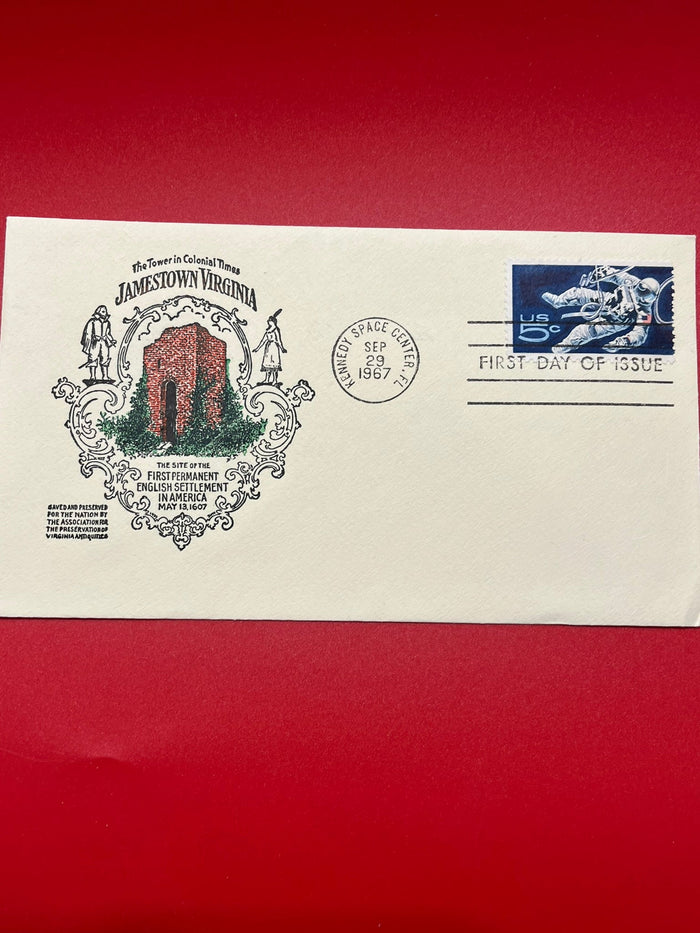 The Tower in Colonial Times
JAMESTOWN VIRGINIA
THE SITE OF THE
FIRST PERMANENT
ENGLISH SETTLEMENT
IN AMERICA
MAY 13, 1607
SAVED AND PRESERVED
FOR THE NATION BY
THE ASSOCIATION FOR
THE PRESERVATION OF
VIRGINIA ANTIQUITIES
KENNEDY SPACE CENTER, FL
SEP
29
1967
US
5c
FIRST DAY OF ISSUE